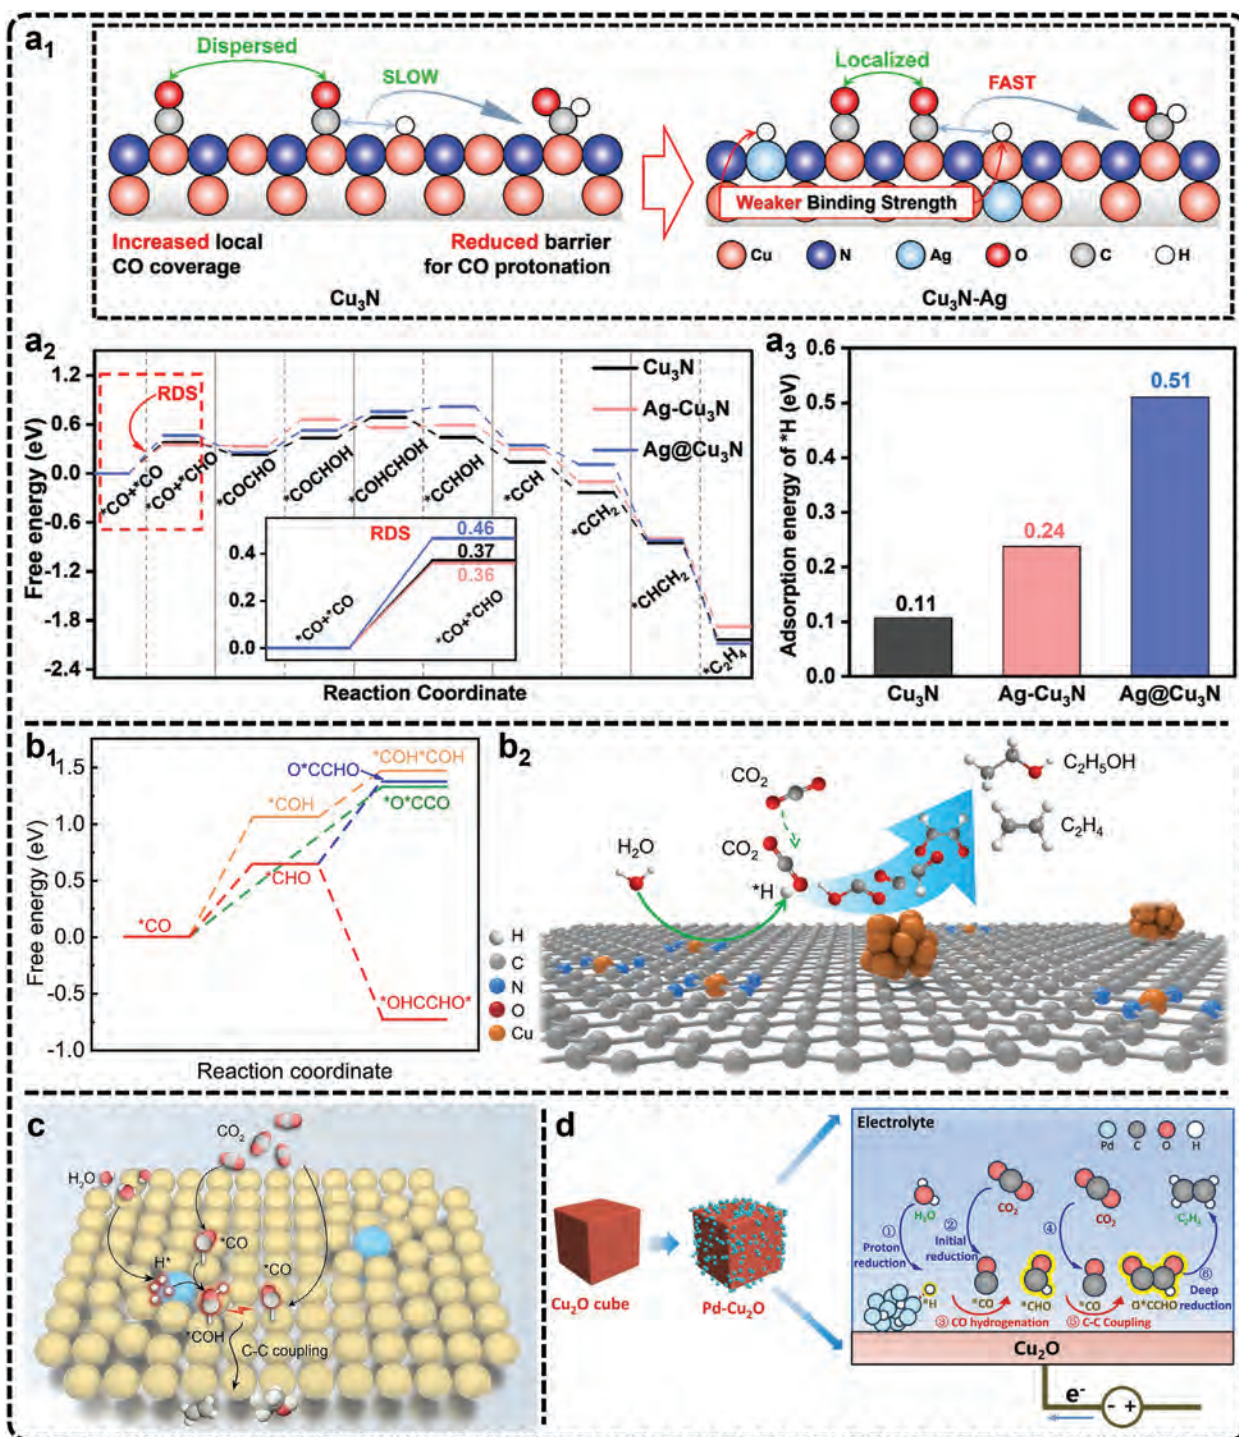 a1
Dispersed
SLOW
Localized
FAST
Weaker Binding Strength
Increased local
CO coverage
Reduced barrier
for CO protonation
Cu N Ag O C H
Cu3N
Cu3N-Ag
a2
Free energy (eV)
1.2
0.6
0.0
-0.6
-1.2
-1.8
-2.4
RDS
Cu3N
Ag-Cu3N
Ag@Cu3N
*CO+*CO
*CO+*CHO
*COCHO
*COCHOH
*COHCHOH
*CCHOH
*CCH
*CCH2
*CHCH2
*C2H4
RDS
0.46
0.37
0.36
0.4
0.2
0.0
*CO+*CO
*CO+*CHO
Reaction Coordinate
a3
Adsorption energy of *H (eV)
0.6
0.5
0.4
0.3
0.2
0.1
0.0
0.11
0.24
0.51
Cu3N
Ag-Cu3N
Ag@Cu3N
b1
Free energy (eV)
1.5
1.0
0.5
0.0
-0.5
-1.0
*COH*COH
O*CCHO
*O*CCO
*COH
*CHO
*CO
*OHCCHO*
Reaction coordinate
b2
CO2
H2O
CO2
*H
C2H5OH
C2H4
H
C
N
O
Cu
c
CO2
H2O
*CO
H*
*CO
*COH
C-C coupling
d
Cu2O cube
Pd-Cu2O
Electrolyte
Pd C O H
H2O
CO2
CO2
C2H4
①
Proton
reduction
②
Initial
reduction
④
⑥
Deep
reduction
*H
*CO
*CHO
*CO
O*CCHO
③ CO hydrogenation
⑤ C-C Coupling
Cu2O
e-
- +